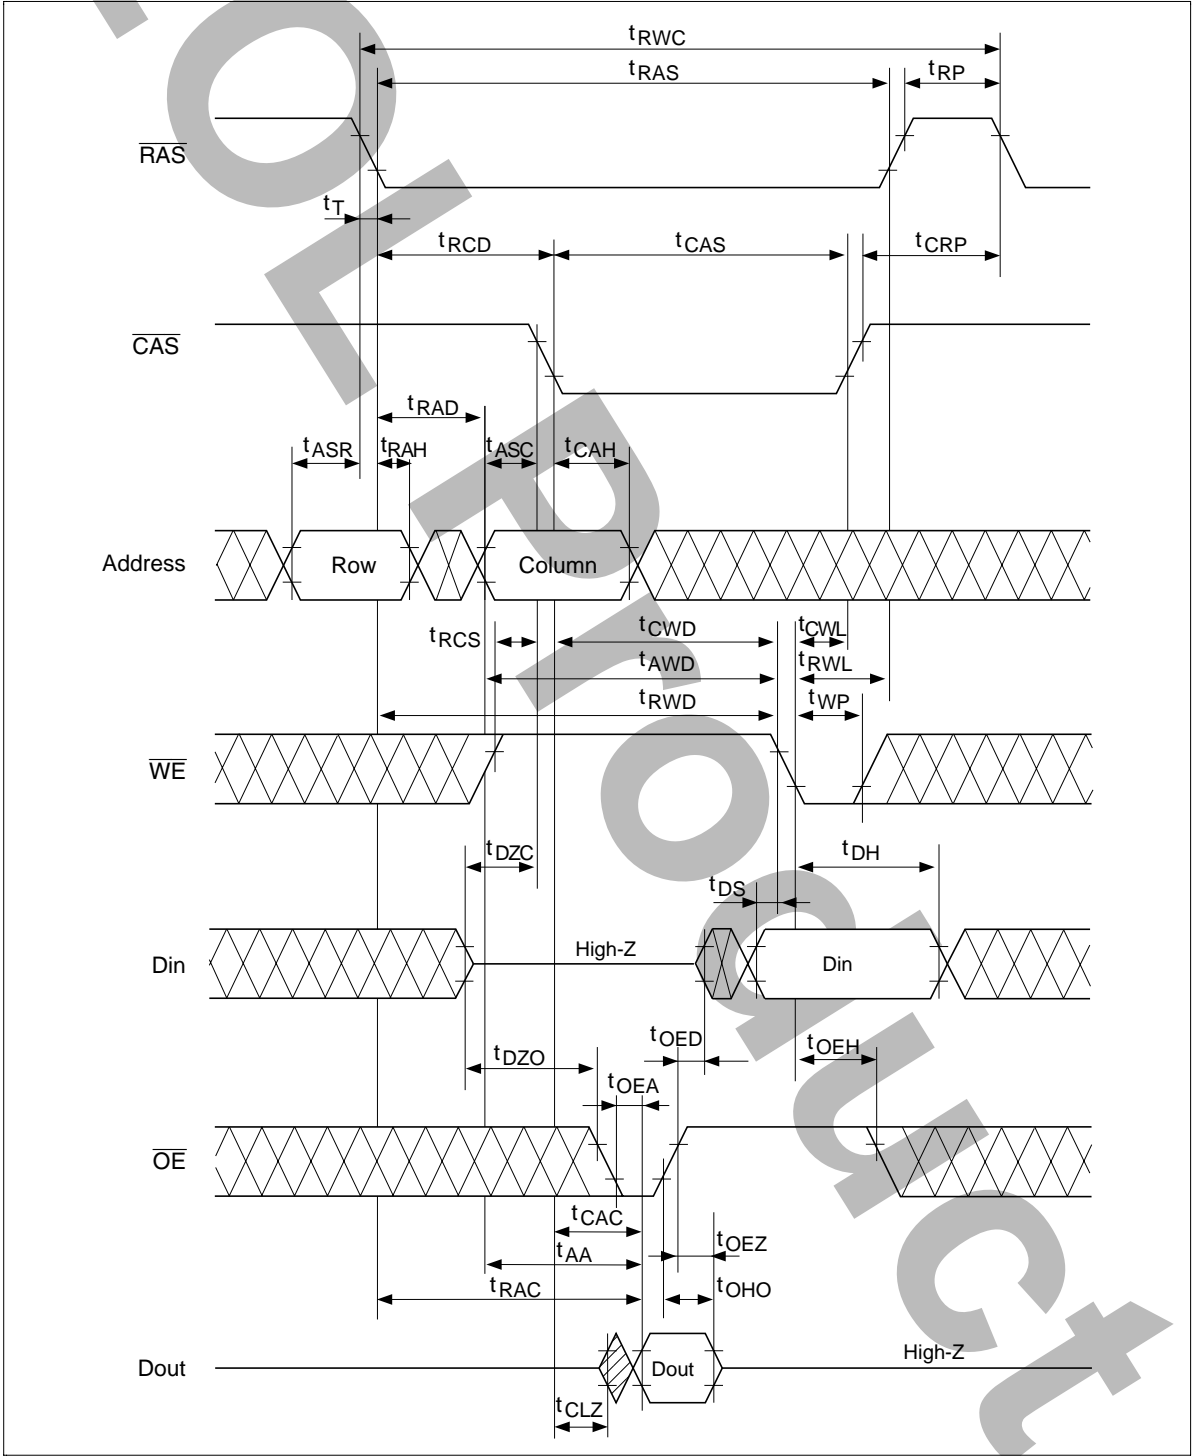 tRWC
tRAS
tRP
RAS
tT
tRCD
tCAS
tCRP
CAS
tRAD
tASR
tRAH
tASC
tCAH
Address
Row
Column
tRCS
tCWD
tCWL
tAWD
tRWL
tRWD
tWP
WE
tDZC
tDH
tDS
High-Z
Din
Din
tOED
tDZO
tOEH
tOEA
OE
tCAC
tOEZ
tAA
tRAC
tOHO
High-Z
Dout
Dout
tCLZ
OL Product